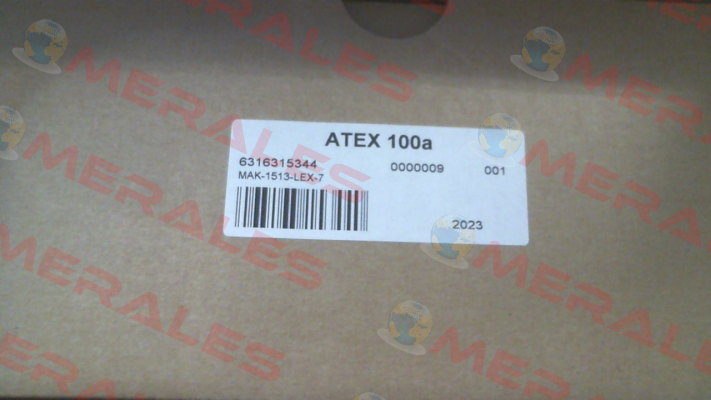 MERALES
MERALES
MERALES
ATEX 100a
6316315344 0000009 001
MAK-1513-LEX-7
2023
MERALES
MERALES
MERALES